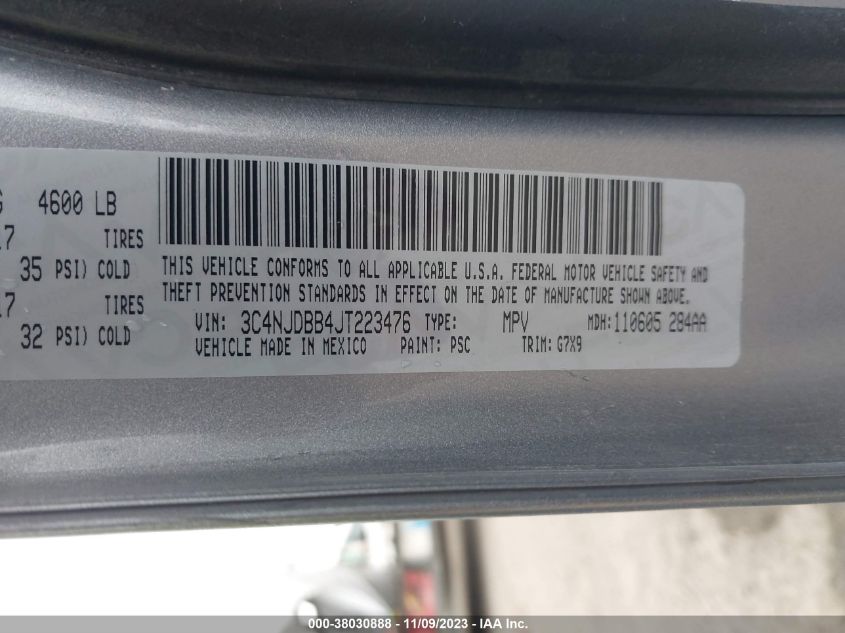 G 4600 LB
17 TIRES
35 PSI) COLD
17 TIRES
32 PSI) COLD
THIS VEHICLE CONFORMS TO ALL APPLICABLE U.S.A. FEDERAL MOTOR VEHICLE SAFETY AND
THEFT PREVENTION STANDARDS IN EFFECT ON THE DATE OF MANUFACTURE SHOWN ABOVE.
VIN: 3C4NJDBB4JT223476 TYPE: MPV MDH:110605 284AA
VEHICLE MADE IN MEXICO PAINT: PSC TRIM: G7X9
000-38030888 - 11/09/2023 - IAA Inc.